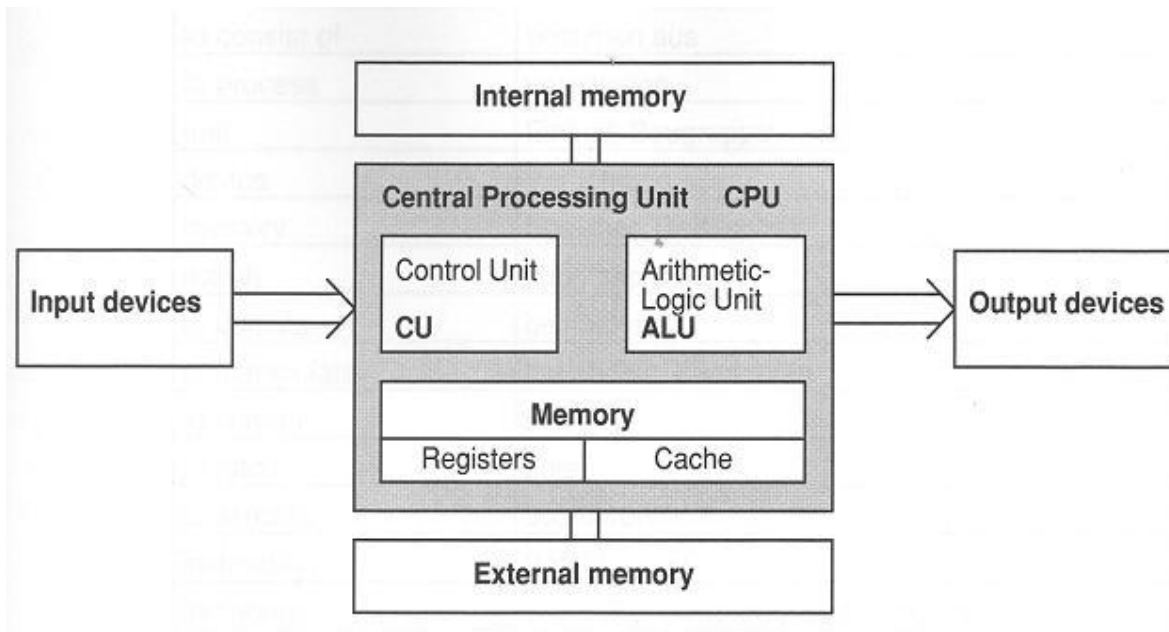 Internal memory
Central Processing Unit CPU
Input devices
Control Unit
CU
Arithmetic-
Logic Unit
ALU
Output devices
Memory
Registers
Cache
External memory